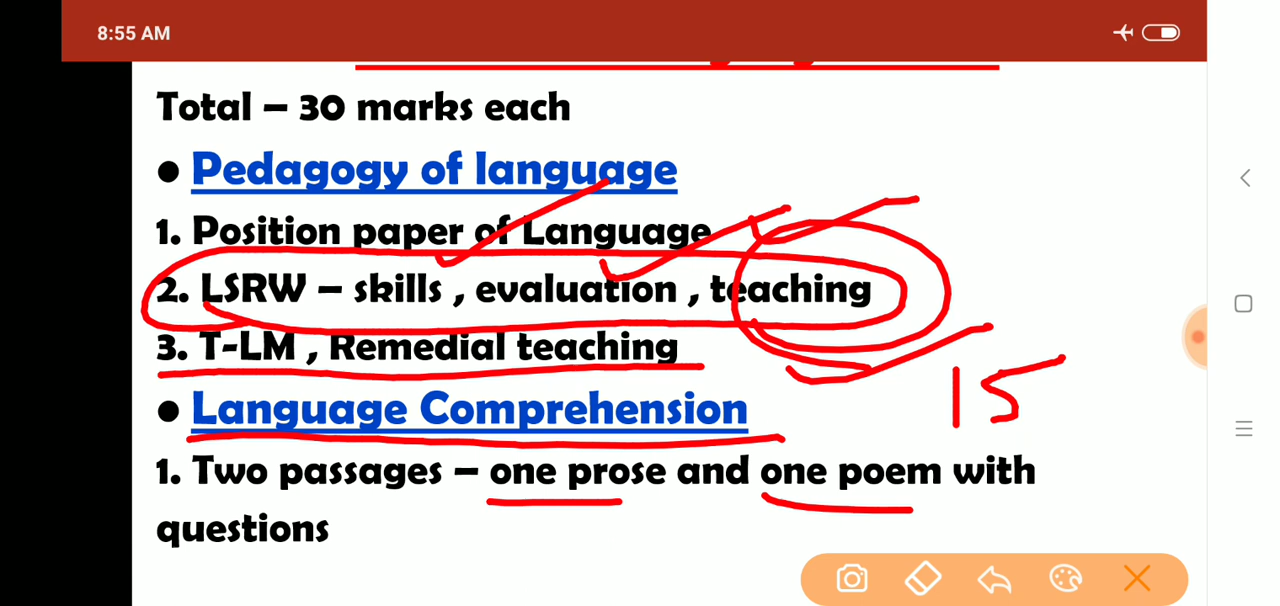 8:55 AM
Total – 30 marks each
● Pedagogy of language
1. Position paper of Language
2. LSRW – skills , evaluation , teaching
3. T-LM , Remedial teaching
15
● Language Comprehension
1. Two passages – one prose and one poem with
questions